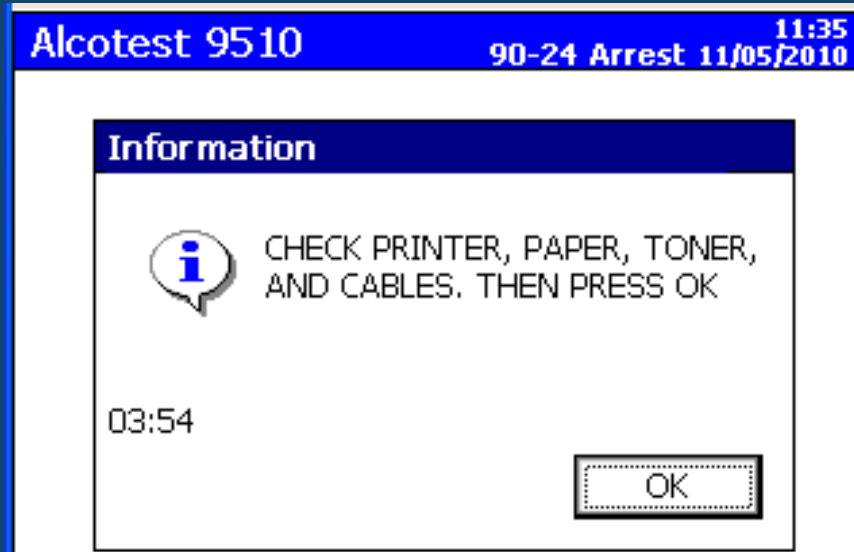 Alcotest 9510
11:35
90-24 Arrest 11/05/2010
Information
i
CHECK PRINTER, PAPER, TONER,
AND CABLES. THEN PRESS OK
03:54
OK